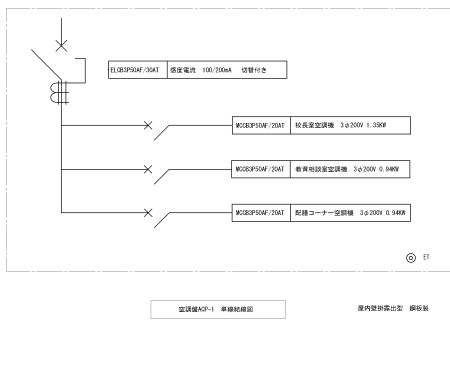 ELCB3P50AF/30AT 感度電流 100/200mA 切替付き
MCCB3P50AF/20AT 校長室空調機 3φ200V 1.35KW
MCCB3P50AF/20AT 教育相談室空調機 3φ200V 0.94KW
MCCB3P50AF/20AT 配膳コーナー空調機 3φ200V 0.94KW
ET
空調盤ACP-1 単線結線図
屋内壁掛露出型 鋼板製